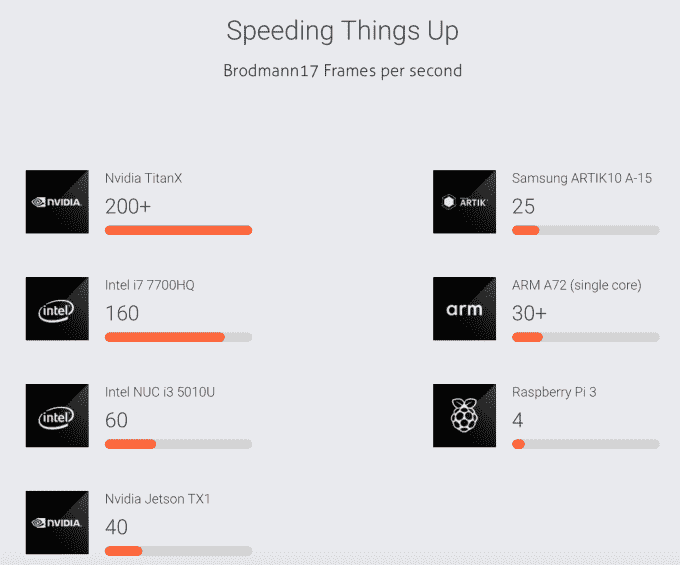 Speeding Things Up
Brodmann17 Frames per second
NVIDIA
Nvidia TitanX
200+
intel
Intel i7 7700HQ
160
intel
Intel NUC i3 5010U
60
NVIDIA
Nvidia Jetson TX1
40
ARTIK
Samsung ARTIK10 A-15
25
arm
ARM A72 (single core)
30+
Raspberry Pi 3
4